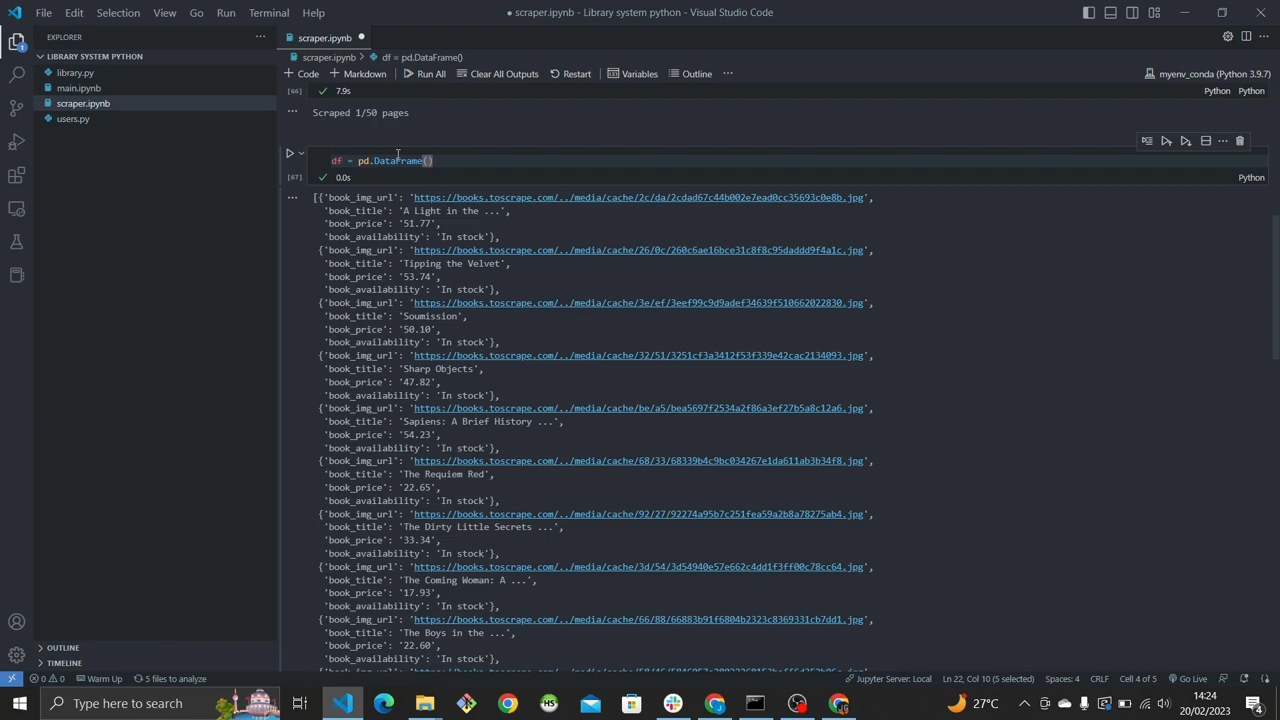 File Edit Selection View Go Run Terminal Help
● scraper.ipynb - Library system python - Visual Studio Code
EXPLORER
LIBRARY SYSTEM PYTHON
library.py
main.ipynb
scraper.ipynb
users.py
OUTLINE
TIMELINE
scraper.ipynb ●
scraper.ipynb > df = pd.DataFrame()
+ Code + Markdown Run All Clear All Outputs Restart Variables Outline ...
myenv_conda (Python 3.9.7)
[66] 7.9s Python Python
Scraped 1/50 pages
df = pd.DataFrame()
[67] 0.0s Python
[{'book_img_url': 'https://books.toscrape.com/../media/cache/2c/da/2cdad67c44b002e7ead0cc35693c0e8b.jpg',
'book_title': 'A Light in the ...',
'book_price': '51.77',
'book_availability': 'In stock'},
{'book_img_url': 'https://books.toscrape.com/../media/cache/26/0c/260c6ae16bce31c8f8c95daddd9f4a1c.jpg',
'book_title': 'Tipping the Velvet',
'book_price': '53.74',
'book_availability': 'In stock'},
{'book_img_url': 'https://books.toscrape.com/../media/cache/3e/ef/3eef99c9d9adef34639f510662022830.jpg',
'book_title': 'Soumission',
'book_price': '50.10',
'book_availability': 'In stock'},
{'book_img_url': 'https://books.toscrape.com/../media/cache/32/51/3251cf3a3412f53f339e42cac2134093.jpg',
'book_title': 'Sharp Objects',
'book_price': '47.82',
'book_availability': 'In stock'},
{'book_img_url': 'https://books.toscrape.com/../media/cache/be/a5/bea5697f2534a2f86a3ef27b5a8c12a6.jpg',
'book_title': 'Sapiens: A Brief History ...',
'book_price': '54.23',
'book_availability': 'In stock'},
{'book_img_url': 'https://books.toscrape.com/../media/cache/68/33/68339b4c9bc034267e1da611ab3b34f8.jpg',
'book_title': 'The Requiem Red',
'book_price': '22.65',
'book_availability': 'In stock'},
{'book_img_url': 'https://books.toscrape.com/../media/cache/92/27/92274a95b7c251fea59a2b8a78275ab4.jpg',
'book_title': 'The Dirty Little Secrets ...',
'book_price': '33.34',
'book_availability': 'In stock'},
{'book_img_url': 'https://books.toscrape.com/../media/cache/3d/54/3d54940e57e662c4dd1f3ff00c78cc64.jpg',
'book_title': 'The Coming Woman: A ...',
'book_price': '17.93',
'book_availability': 'In stock'},
{'book_img_url': 'https://books.toscrape.com/../media/cache/66/88/66883b91f6804b2323c8369331cb7dd1.jpg',
'book_title': 'The Boys in the ...',
'book_price': '22.60',
'book_availability': 'In stock'},
0 0 Warm Up 5 files to analyze
Jupyter Server: Local Ln 22, Col 10 (5 selected) Spaces: 4 CRLF Cell 4 of 5 Go Live
Type here to search
27°C
14:24
20/02/2023